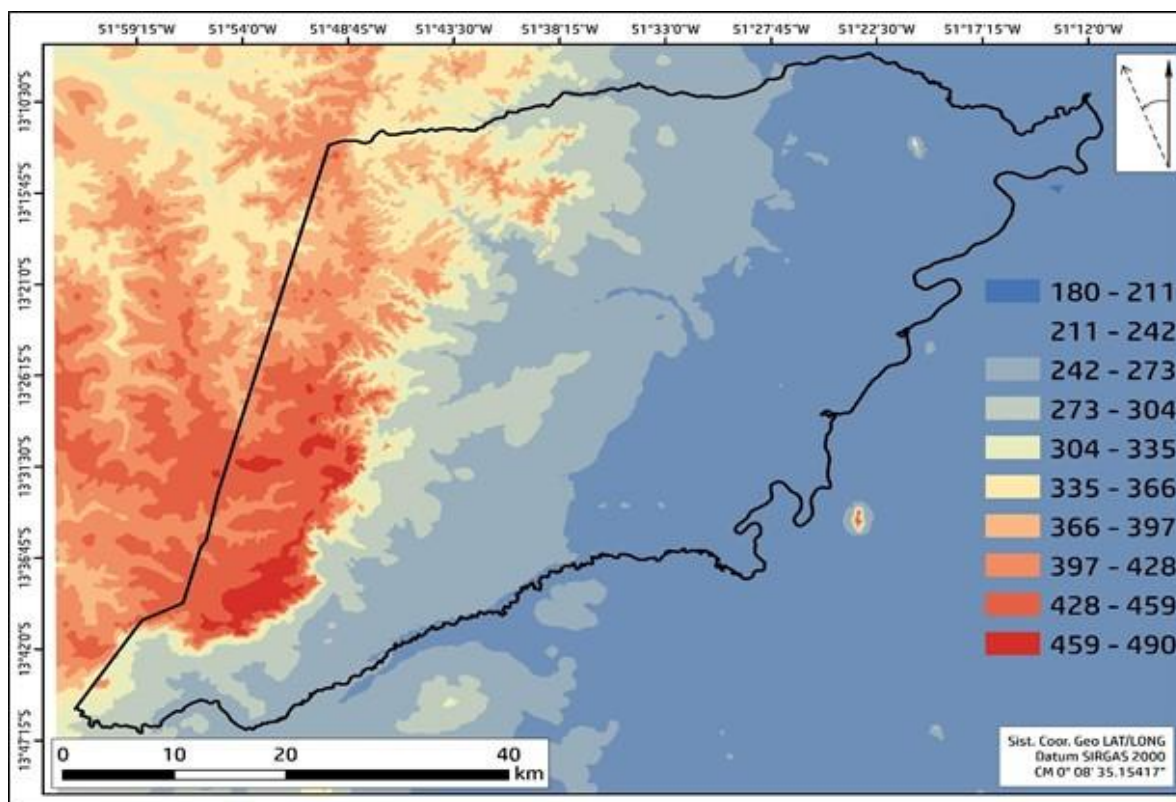 51°59'15"W 51°54'0"W 51°48'45"W 51°43'30"W 51°38'15"W 51°33'0"W 51°27'45"W 51°22'30"W 51°17'15"W 51°12'0"W
13°10'30"S
13°15'45"S
13°21'0"S
13°26'15"S
13°31'30"S
13°36'45"S
13°42'0"S
13°47'15"S
180 - 211
211 - 242
242 - 273
273 - 304
304 - 335
335 - 366
366 - 397
397 - 428
428 - 459
459 - 490
0 10 20 40
km
Sist. Coor. Geo LAT/LONG
Datum SIRGAS 2000
CM 0° 08' 35.15417"